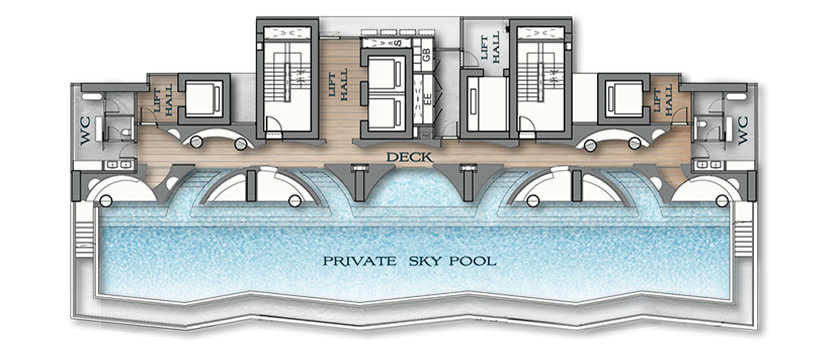 S
GB
EE
LIFT
HALL
LIFT
HALL
LIFT
HALL
LIFT
HALL
WC
WC
DECK
PRIVATE SKY POOL